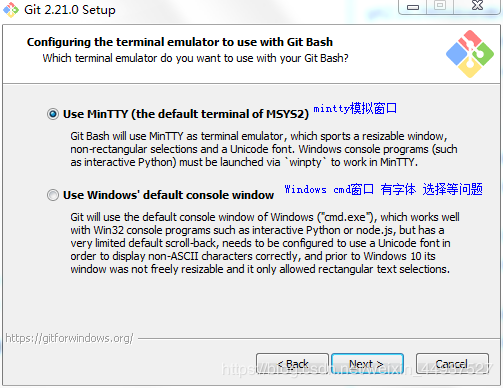 Git 2.21.0 Setup
Configuring the terminal emulator to use with Git Bash
Which terminal emulator do you want to use with your Git Bash?
Use MinTTY (the default terminal of MSYS2) mintty模拟窗口
Git Bash will use MinTTY as terminal emulator, which sports a resizable window,
non-rectangular selections and a Unicode font. Windows console programs (such
as interactive Python) must be launched via `winpty` to work in MinTTY.
Use Windows' default console window Windows cmd窗口 有字体 选择等问题
Git will use the default console window of Windows ("cmd.exe"), which works well
with Win32 console programs such as interactive Python or node.js, but has a
very limited default scroll-back, needs to be configured to use a Unicode font in
order to display non-ASCII characters correctly, and prior to Windows 10 its
window was not freely resizable and it only allowed rectangular text selections.
https://gitforwindows.org/
< Back Next > Cancel